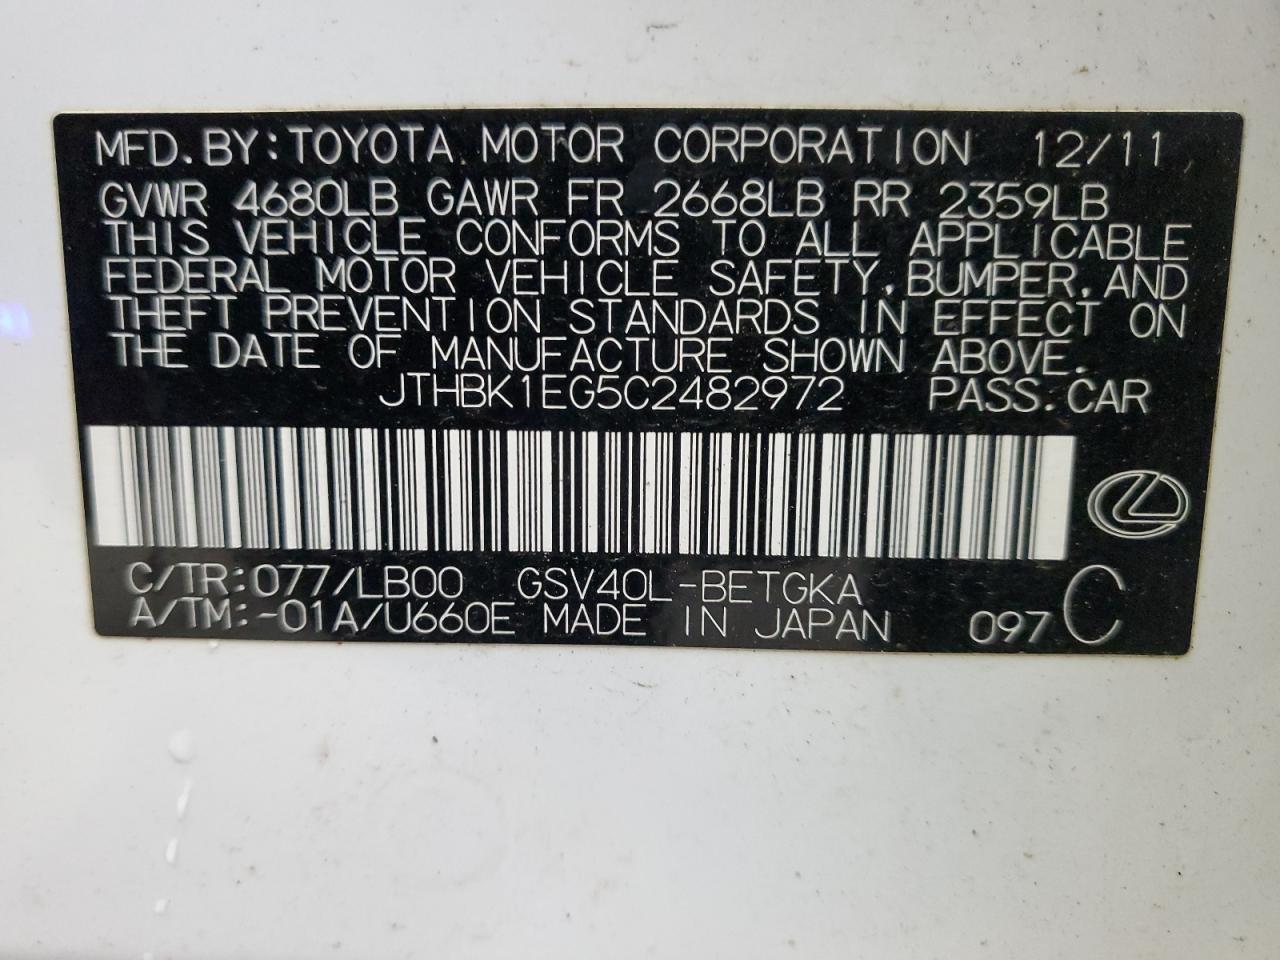 MFD.BY:TOYOTA MOTOR CORPORATION 12/11
GVWR 4680LB GAWR FR 2668LB RR 2359LB
THIS VEHICLE CONFORMS TO ALL APPLICABLE
FEDERAL MOTOR VEHICLE SAFETY,BUMPER,AND
THEFT PREVENTION STANDARDS IN EFFECT ON
THE DATE OF MANUFACTURE SHOWN ABOVE.
JTHBK1EG5C2482972 PASS.CAR
C/TR:077/LB00 GSV40L-BETGKA
A/TM:-01A/U660E MADE IN JAPAN 097 C